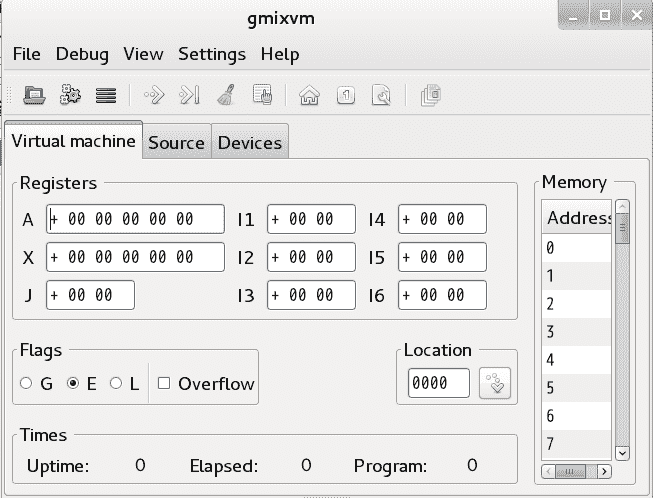 gmixvm
File Debug View Settings Help
1
Virtual machine Source Devices
Registers
A + 00 00 00 00 00 I1 + 00 00 I4 + 00 00
X + 00 00 00 00 00 I2 + 00 00 I5 + 00 00
J + 00 00 I3 + 00 00 I6 + 00 00
Memory
Address
0
1
2
3
4
5
6
7
Flags
G E L Overflow
Location
0000
Times
Uptime: 0 Elapsed: 0 Program: 0